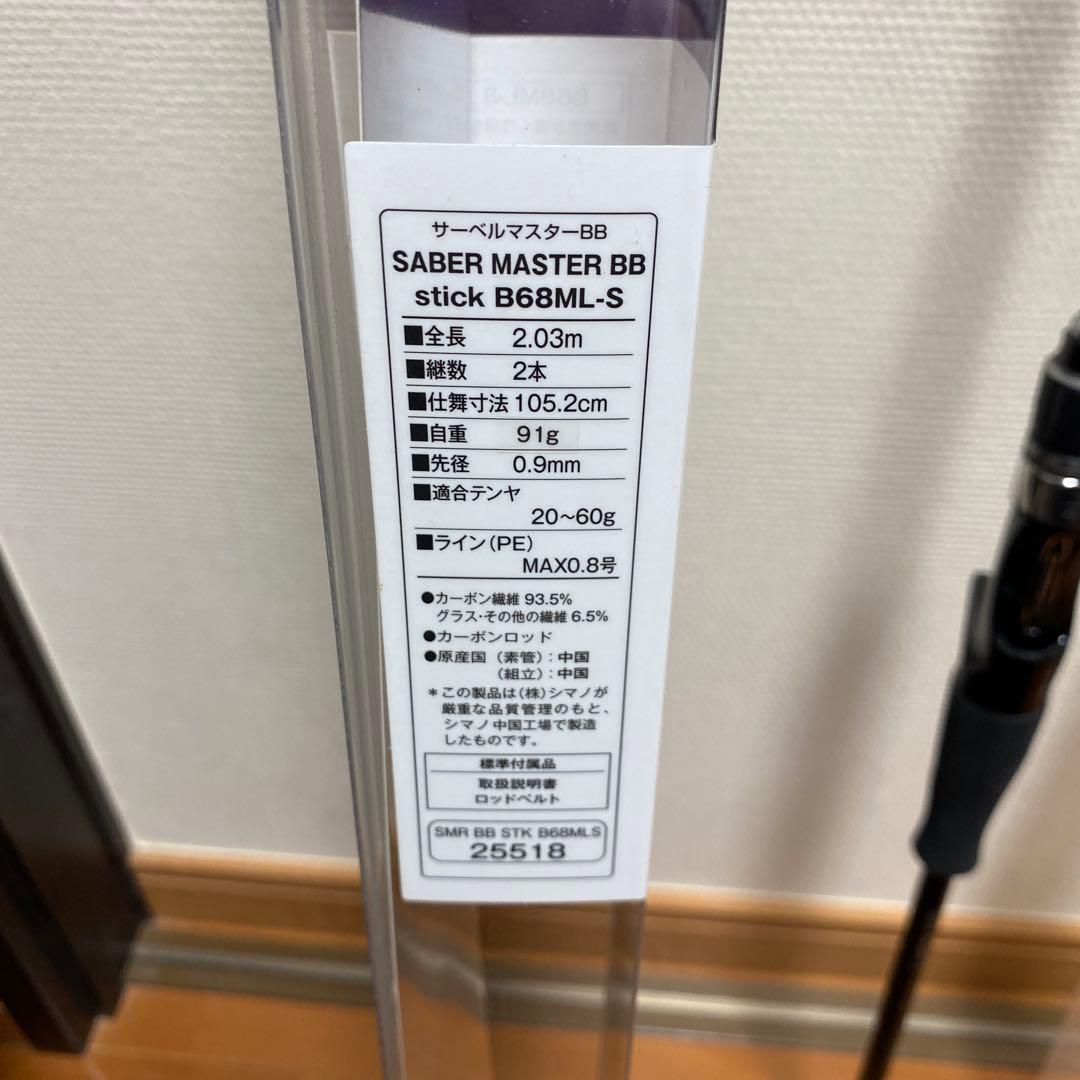 サーベルマスターBB
SABER MASTER BB
stick B68ML-S
■全長 2.03m
■継数 2本
■仕舞寸法 105.2cm
■自重 91g
■先径 0.9mm
■適合テンヤ
20〜60g
■ライン(PE)
MAX0.8号
●カーボン繊維 93.5%
グラス・その他の繊維 6.5%
●カーボンロッド
●原産国(素管):中国
(組立):中国
*この製品は(株)シマノが
厳重な品質管理のもと、
シマノ中国工場で製造
したものです。
標準付属品
取扱説明書
ロッドベルト
SMR BB STK B68MLS
25518